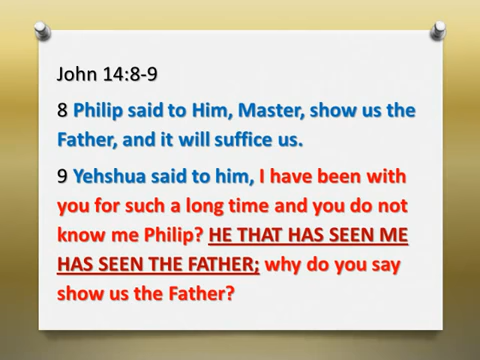 John 14:8-9
8 Philip said to Him, Master, show us the
Father, and it will suffice us.
9 Yehshua said to him, I have been with
you for such a long time and you do not
know me Philip? HE THAT HAS SEEN ME
HAS SEEN THE FATHER; why do you say
show us the Father?